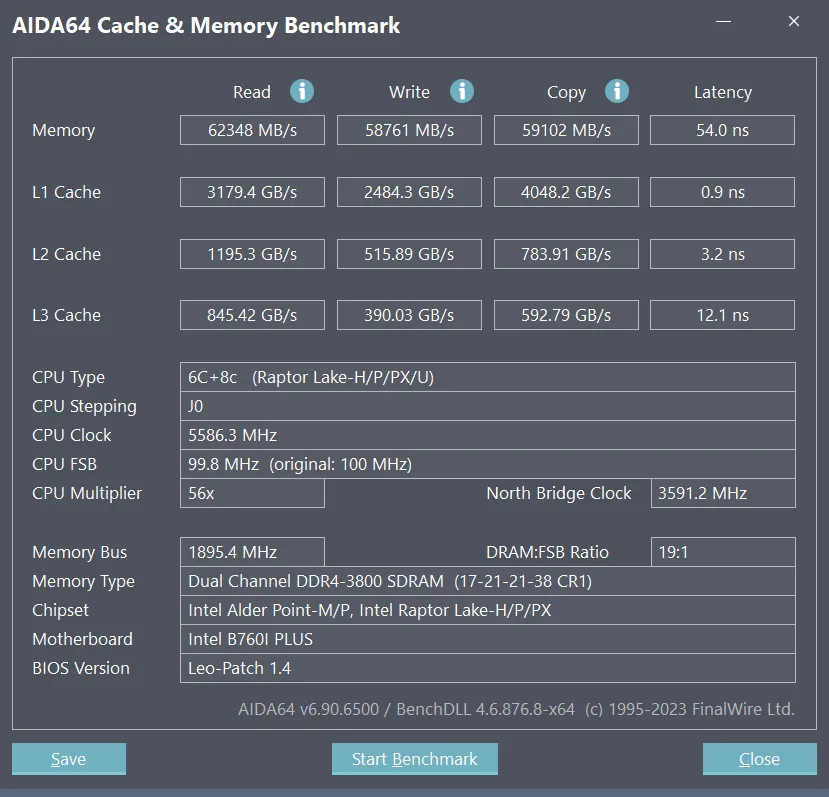 AIDA64 Cache & Memory Benchmark
Read Write Copy Latency
Memory 62348 MB/s 58761 MB/s 59102 MB/s 54.0 ns
L1 Cache 3179.4 GB/s 2484.3 GB/s 4048.2 GB/s 0.9 ns
L2 Cache 1195.3 GB/s 515.89 GB/s 783.91 GB/s 3.2 ns
L3 Cache 845.42 GB/s 390.03 GB/s 592.79 GB/s 12.1 ns
CPU Type 6C+8c (Raptor Lake-H/P/PX/U)
CPU Stepping J0
CPU Clock 5586.3 MHz
CPU FSB 99.8 MHz (original: 100 MHz)
CPU Multiplier 56x North Bridge Clock 3591.2 MHz
Memory Bus 1895.4 MHz DRAM:FSB Ratio 19:1
Memory Type Dual Channel DDR4-3800 SDRAM (17-21-21-38 CR1)
Chipset Intel Alder Point-M/P, Intel Raptor Lake-H/P/PX
Motherboard Intel B760I PLUS
BIOS Version Leo-Patch 1.4
AIDA64 v6.90.6500 / BenchDLL 4.6.876.8-x64 (c) 1995-2023 FinalWire Ltd.
Save Start Benchmark Close